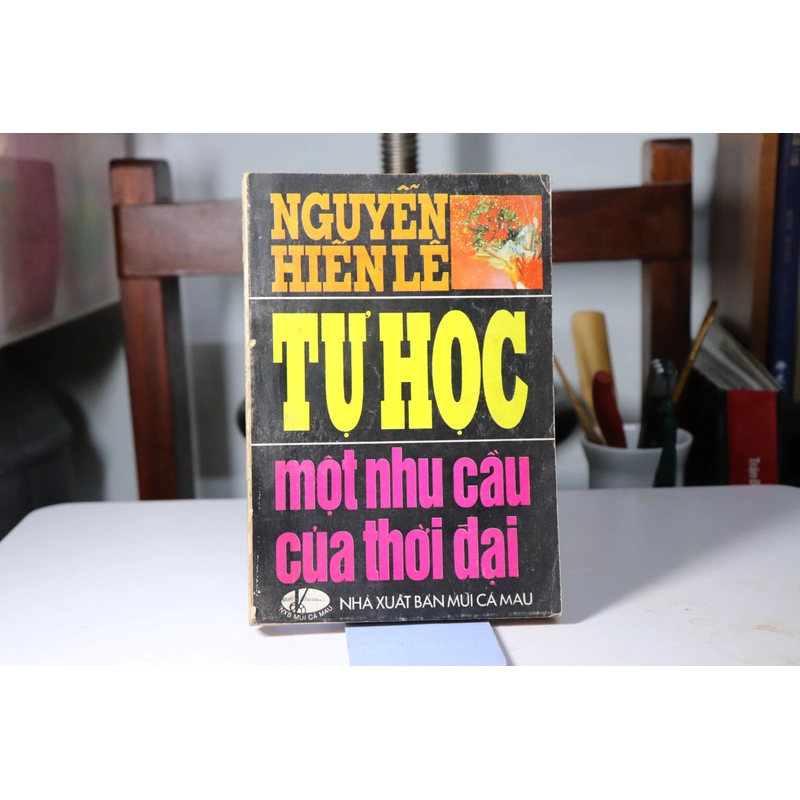 NGUYỄN
HIẾN LÊ
TỰ HỌC
một nhu cầu
của thời đại
NXB MŨI CÀ MAU
NHÀ XUẤT BẢN MŨI CÀ MAU